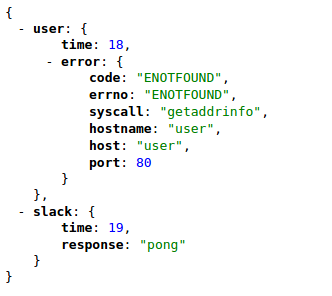 {
- user: {
time: 18,
- error: {
code: "ENOTFOUND",
errno: "ENOTFOUND",
syscall: "getaddrinfo",
hostname: "user",
host: "user",
port: 80
}
},
- slack: {
time: 19,
response: "pong"
}
}